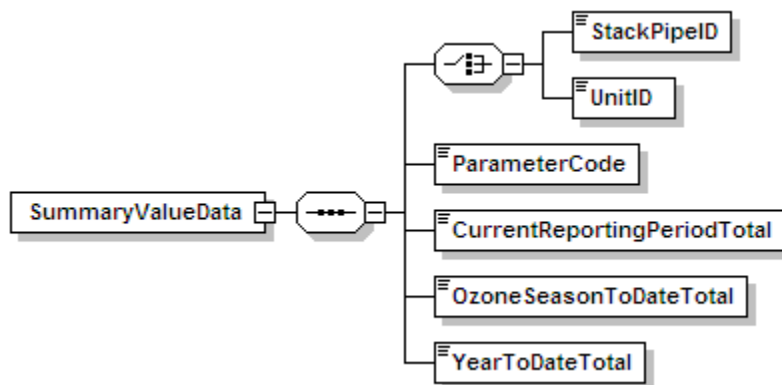 StackPipeID
UnitID
ParameterCode
SummaryValueData
CurrentReportingPeriodTotal
OzoneSeasonToDateTotal
YearToDateTotal